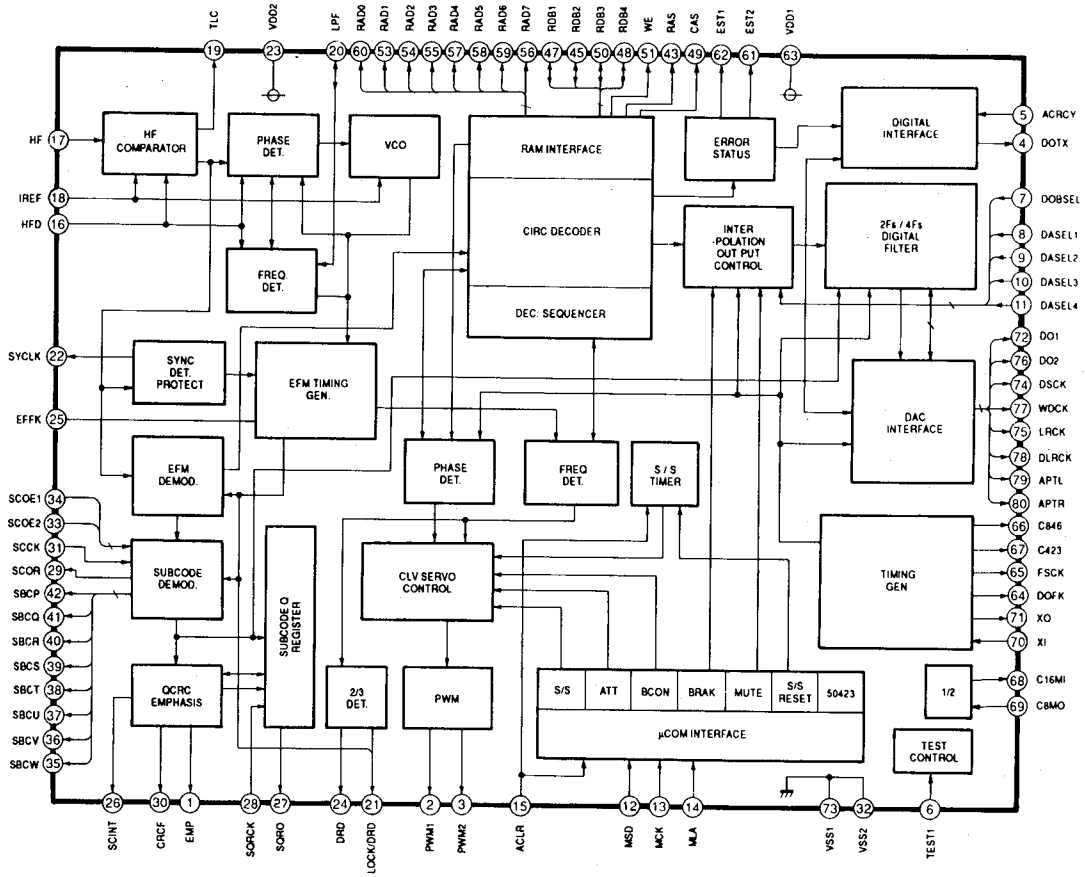 TLC
VDD2
LPF
RAD0
RAD1
RAD2
RAD3
RAD4
RAD5
RAD6
RAD7
RDB1
RDB2
RDB3
RDB4
WE
RAS
CAS
EST1
EST2
VDD1
19
23
20
60
53
54
55
57
58
59
56
47
45
50
48
51
43
49
62
61
63
HF 17
IREF 18
HFD 16
SYCLK 22
EFFK 25
SCOE1 34
SCOE2 33
SCCK 31
SCOR 29
SBCP 42
SBCQ 41
SBCR 40
SBCS 39
SBCT 38
SBCU 37
SBCV 36
SBCW 35
HF
COMPARATOR
PHASE
DET.
VCO
FREQ.
DET.
RAM INTERFACE
CIRC DECODER
DEC. SEQUENCER
ERROR
STATUS
DIGITAL
INTERFACE
INTER
-POLATION
OUT PUT
CONTROL
2Fs / 4Fs
DIGITAL
FILTER
SYNC
DET.
PROTECT
EFM TIMING
GEN.
DAC
INTERFACE
EFM
DEMOD.
PHASE
DET.
FREQ
DET.
S / S
TIMER
SUBCODE
DEMOD.
SUBCODE Q
REGISTER
CLV SERVO
CONTROL
TIMING
GEN
QCRC
EMPHASIS
2/3
DET.
PWM
S/S
ATT
BCON
BRAK
MUTE
S/S
RESET
50423
μCOM INTERFACE
1/2
TEST
CONTROL
5 ACRCY
4 DOTX
7 DOBSEL
8 DASEL1
9 DASEL2
10 DASEL3
11 DASEL4
72 DO1
76 DO2
74 DSCK
77 WDCK
75 LRCK
78 DLRCK
79 APTL
80 APTR
66 C846
67 C423
65 FSCK
64 DOFK
71 XO
70 XI
68 C16MI
69 C8MO
26
30
1
28
27
24
21
2
3
15
12
13
14
73
32
6
SCINT
CRCF
EMP
SQRCK
SQRO
DRD
LOCK/DRD
PWM1
PWM2
ACLR
MSD
MCK
MLA
VSS1
VSS2
TEST1